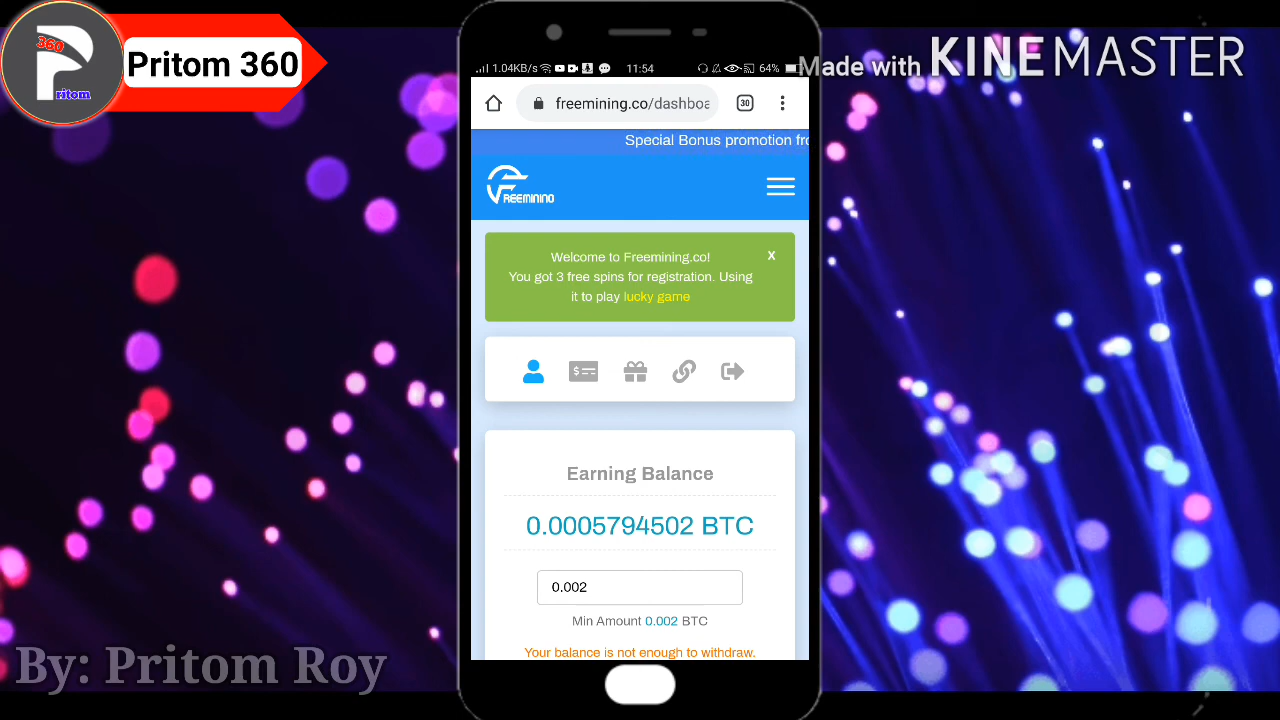 360
ritom
Pritom 360
Made with KINEMASTER
1.04KB/s 11:54 64%
freemining.co/dashboa
30
Special Bonus promotion fro
FREEMINING
Welcome to Freemining.co!
X
You got 3 free spins for registration. Using
it to play lucky game
Earning Balance
0.0005794502 BTC
0.002
Min Amount 0.002 BTC
Your balance is not enough to withdraw.
By: Pritom Roy